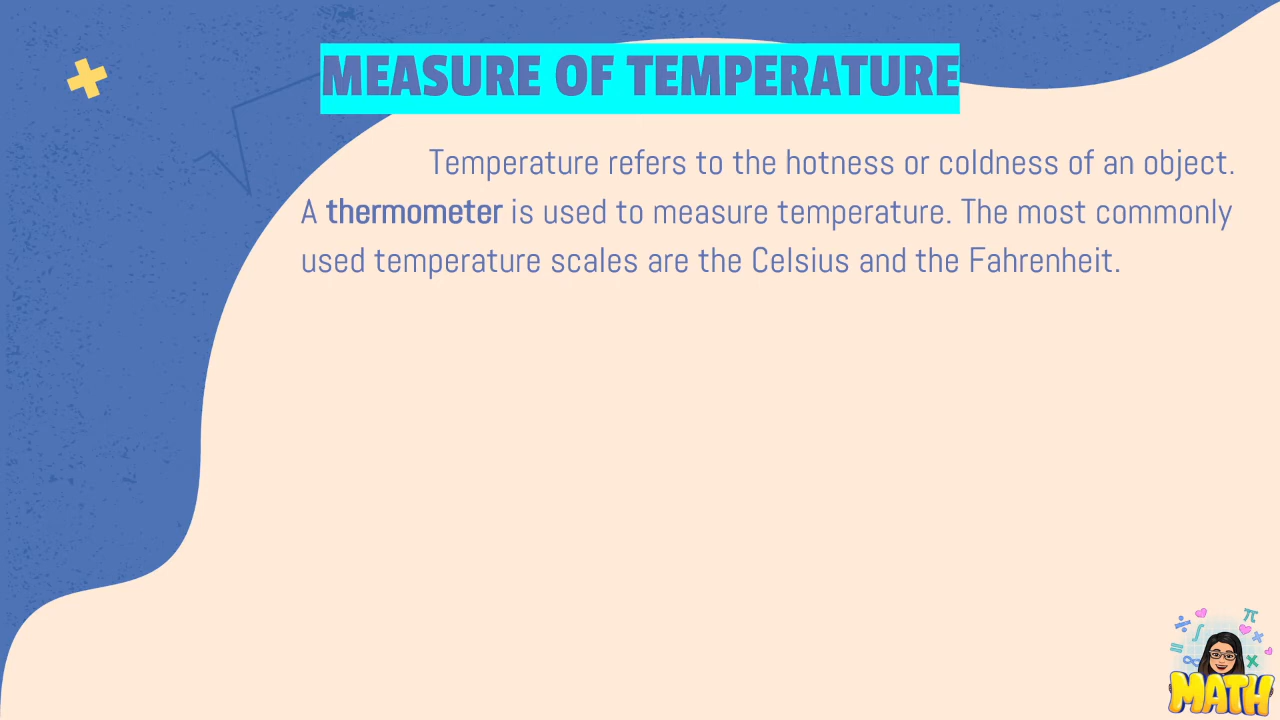 MEASURE OF TEMPERATURE
Temperature refers to the hotness or coldness of an object.
A thermometer is used to measure temperature. The most commonly
used temperature scales are the Celsius and the Fahrenheit.
÷ π
∫
= ×
∞ x
MATH